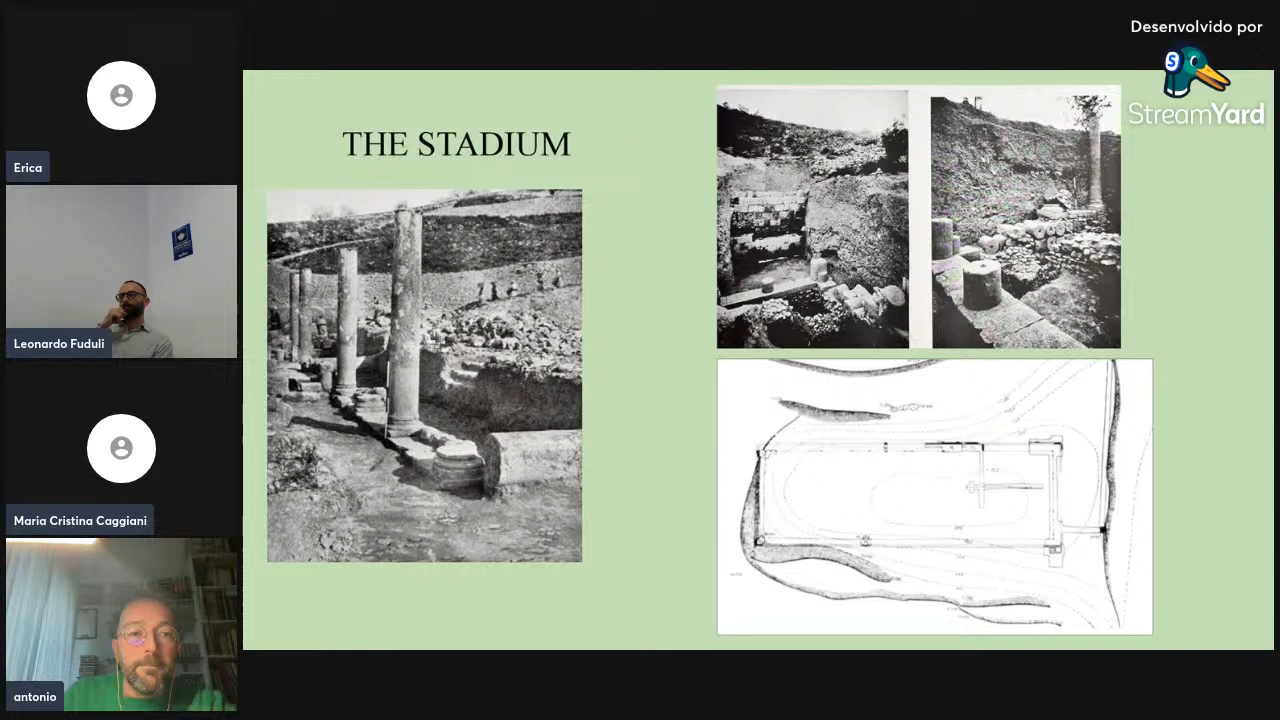 Desenvolvido por
StreamYard
THE STADIUM
Erica
Leonardo Fuduli
Maria Cristina Caggiani
antonio